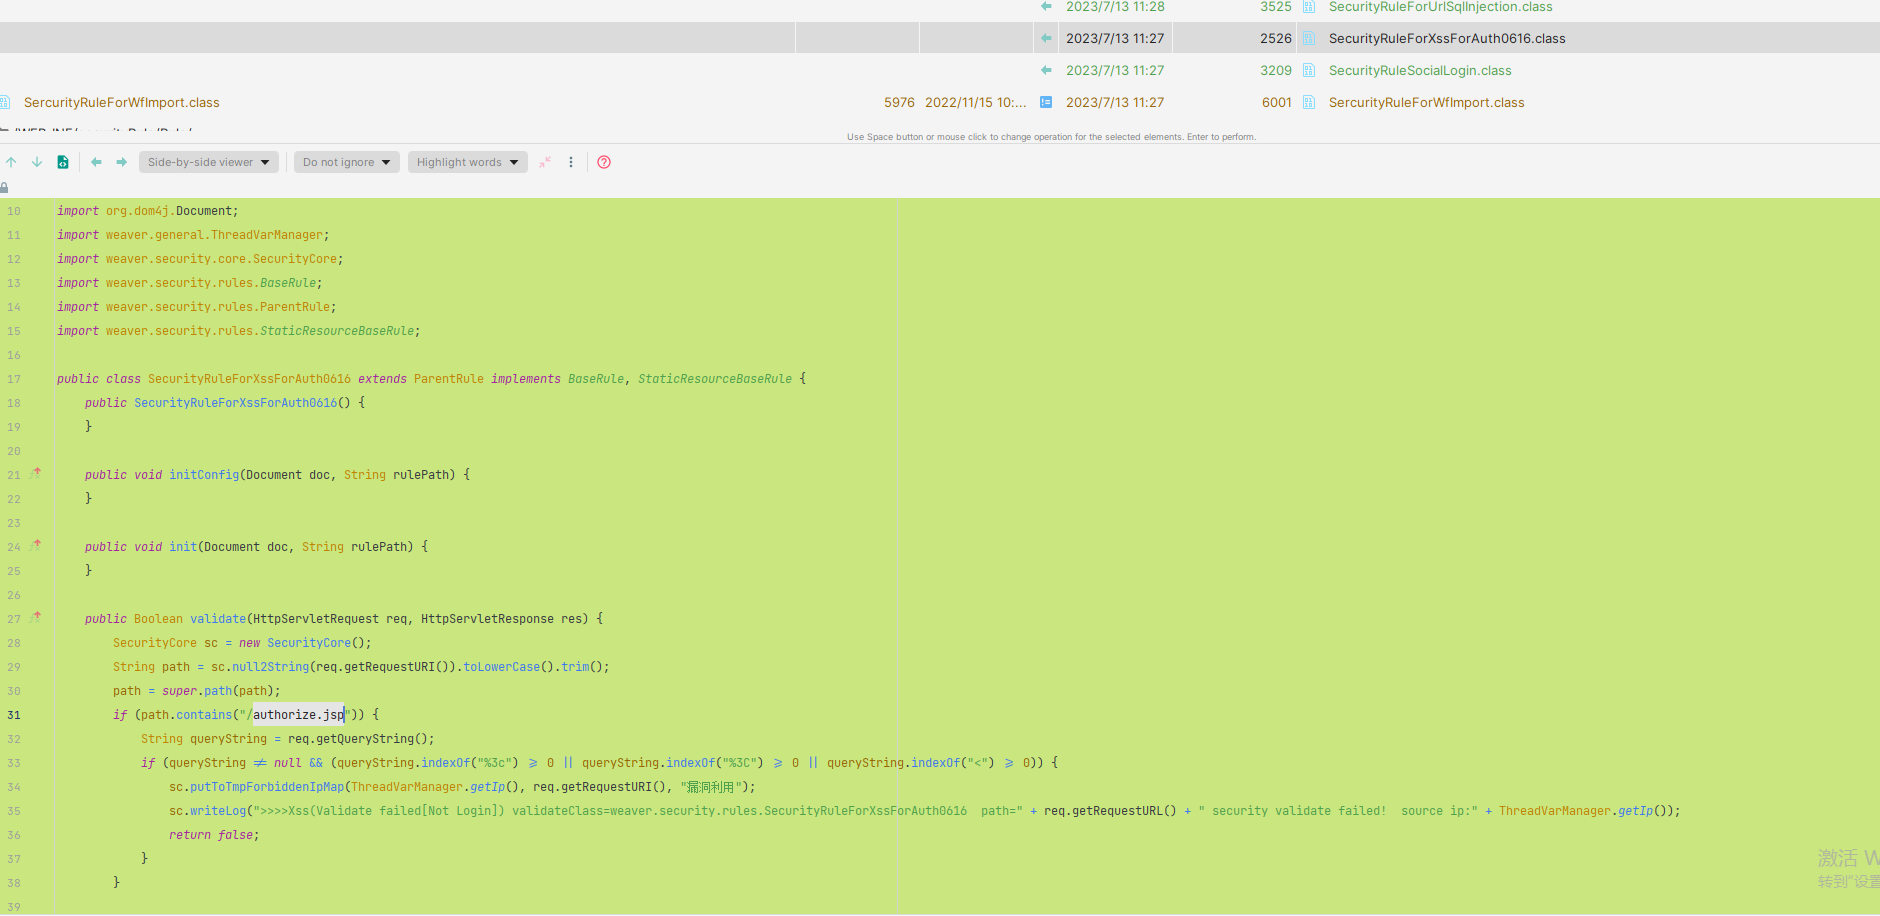 2023/7/13 11:28 3525 SecurityRuleForUrlSqlInjection.class
2023/7/13 11:27 2526 SecurityRuleForXssForAuth0616.class
2023/7/13 11:27 3209 SecurityRuleSocialLogin.class
SercurityRuleForWfImport.class 5976 2022/11/15 10:... 2023/7/13 11:27 6001 SercurityRuleForWfImport.class
Use Space button or mouse click to change operation for the selected elements. Enter to perform.
Side-by-side viewer Do not ignore Highlight words
10 import org.dom4j.Document;
11 import weaver.general.ThreadVarManager;
12 import weaver.security.core.SecurityCore;
13 import weaver.security.rules.BaseRule;
14 import weaver.security.rules.ParentRule;
15 import weaver.security.rules.StaticResourceBaseRule;
16
17 public class SecurityRuleForXssForAuth0616 extends ParentRule implements BaseRule, StaticResourceBaseRule {
18 public SecurityRuleForXssForAuth0616() {
19 }
20
21 public void initConfig(Document doc, String rulePath) {
22 }
23
24 public void init(Document doc, String rulePath) {
25 }
26
27 public Boolean validate(HttpServletRequest req, HttpServletResponse res) {
28 SecurityCore sc = new SecurityCore();
29 String path = sc.null2String(req.getRequestURI()).toLowerCase().trim();
30 path = super.path(path);
31 if (path.contains("/authorize.jsp")) {
32 String queryString = req.getQueryString();
33 if (queryString ≠ null && (queryString.indexOf("%3c") ⩾ 0 || queryString.indexOf("%3C") ⩾ 0 || queryString.indexOf("<") ⩾ 0)) {
34 sc.putToTmpForbiddenIpMap(ThreadVarManager.getIp(), req.getRequestURI(), "漏洞利用");
35 sc.writeLog(">>>>Xss(Validate failed[Not Login]) validateClass=weaver.security.rules.SecurityRuleForXssForAuth0616  path=" + req.getRequestURL() + " security validate failed!  source ip:" + ThreadVarManager.getIp());
36 return false;
37 }
38 }
39
激活 W
转到"设置